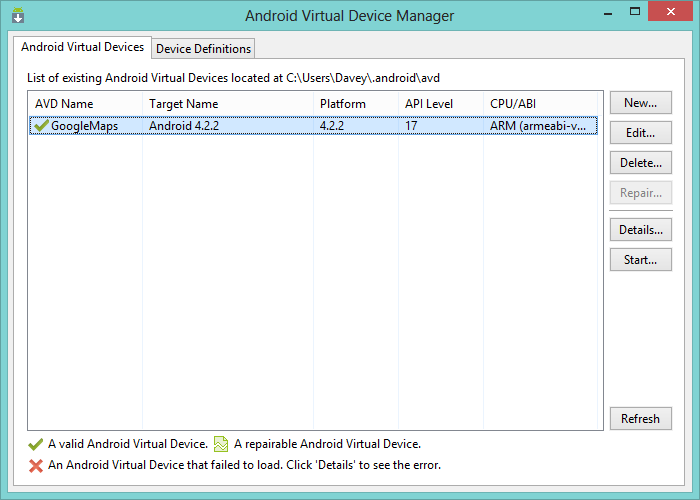 Android Virtual Device Manager
Android Virtual Devices
Device Definitions
List of existing Android Virtual Devices located at C:\Users\Davey\.android\avd
AVD Name Target Name Platform API Level CPU/ABI
GoogleMaps Android 4.2.2 4.2.2 17 ARM (armeabi-v...
New...
Edit...
Delete...
Repair...
Details...
Start...
Refresh
A valid Android Virtual Device. A repairable Android Virtual Device.
An Android Virtual Device that failed to load. Click 'Details' to see the error.